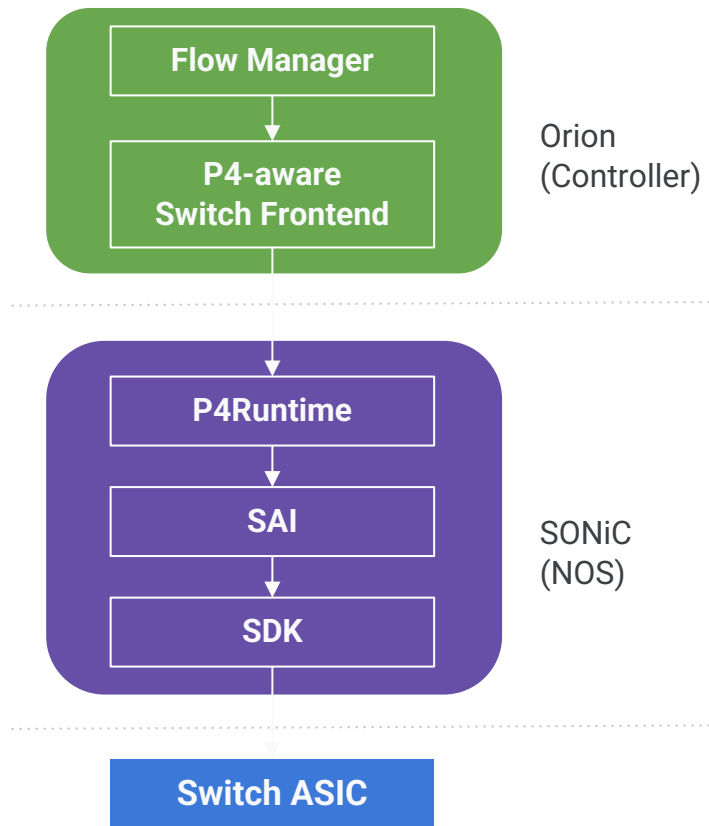 Flow Manager
P4-aware
Switch Frontend
Orion
(Controller)
P4Runtime
SAI
SDK
SONiC
(NOS)
Switch ASIC